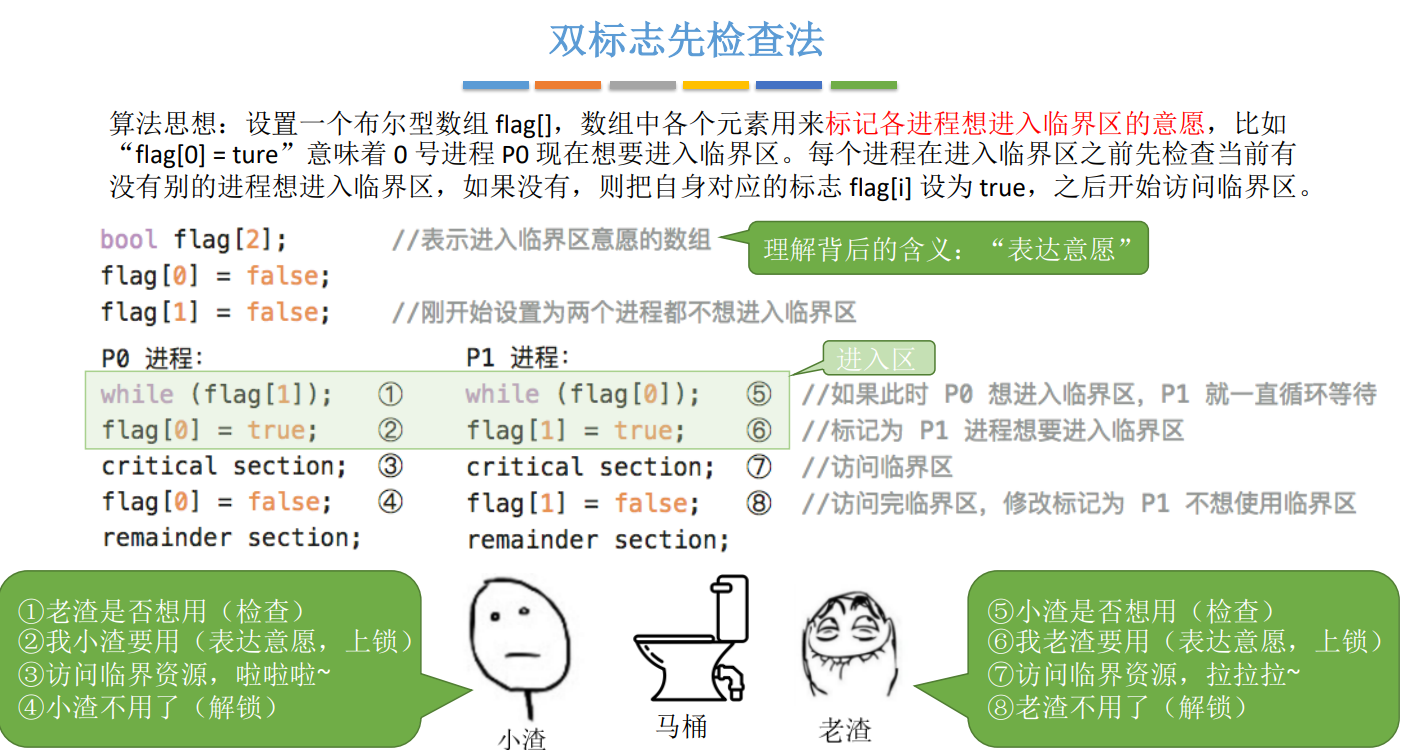 双标志先检查法
算法思想：设置一个布尔型数组 flag[]，数组中各个元素用来标记各进程想进入临界区的意愿，比如
“flag[0] = ture”意味着 0 号进程 P0 现在想要进入临界区。每个进程在进入临界区之前先检查当前有
没有别的进程想进入临界区，如果没有，则把自身对应的标志 flag[i] 设为 true，之后开始访问临界区。
bool flag[2]; //表示进入临界区意愿的数组
理解背后的含义：“表达意愿”
flag[0] = false;
flag[1] = false; //刚开始设置为两个进程都不想进入临界区
P0 进程： P1 进程：
进入区
while (flag[1]); ① while (flag[0]); ⑤ //如果此时 P0 想进入临界区，P1 就一直循环等待
flag[0] = true; ② flag[1] = true; ⑥ //标记为 P1 进程想要进入临界区
critical section; ③ critical section; ⑦ //访问临界区
flag[0] = false; ④ flag[1] = false; ⑧ //访问完临界区，修改标记为 P1 不想使用临界区
remainder section; remainder section;
①老渣是否想用（检查）
②我小渣要用（表达意愿，上锁）
③访问临界资源，啦啦啦~
④小渣不用了（解锁）
小渣
马桶
老渣
⑤小渣是否想用（检查）
⑥我老渣要用（表达意愿，上锁）
⑦访问临界资源，拉拉拉~
⑧老渣不用了（解锁）